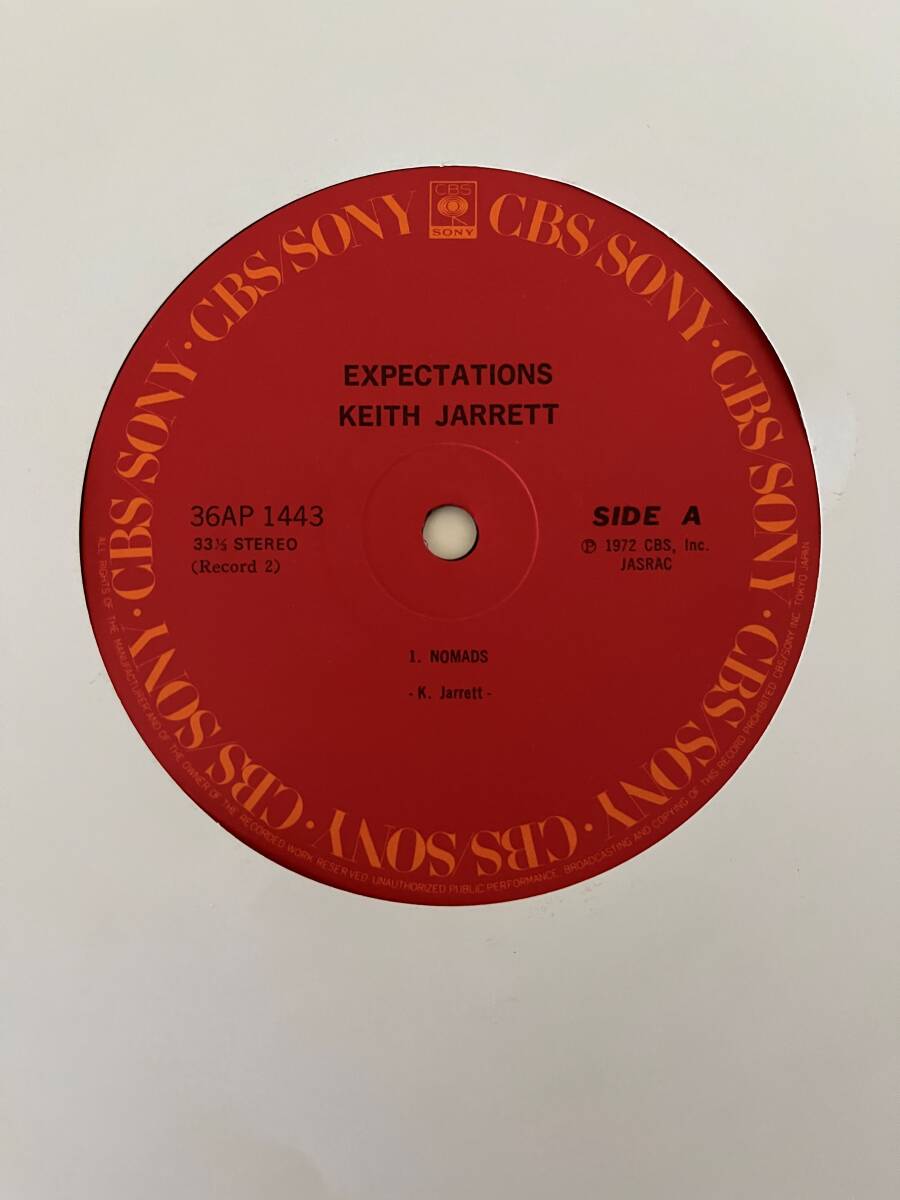 CBS
SONY
CBS/SONY · CBS/SONY · CBS/SONY · CBS/SONY · CBS/SONY · CBS/SONY · CBS/SONY · CBS/SONY
EXPECTATIONS
KEITH JARRETT
36AP 1443
33⅓ STEREO
(Record 2)
SIDE A
Ⓟ 1972 CBS, Inc.
JASRAC
1. NOMADS
- K. Jarrett -
ALL RIGHTS OF THE MANUFACTURER AND OF THE OWNER OF THE RECORDED WORK RESERVED. UNAUTHORIZED PUBLIC PERFORMANCE, BROADCASTING AND COPYING OF THIS RECORD PROHIBITED CBS/SONY INC. TOKYO JAPAN